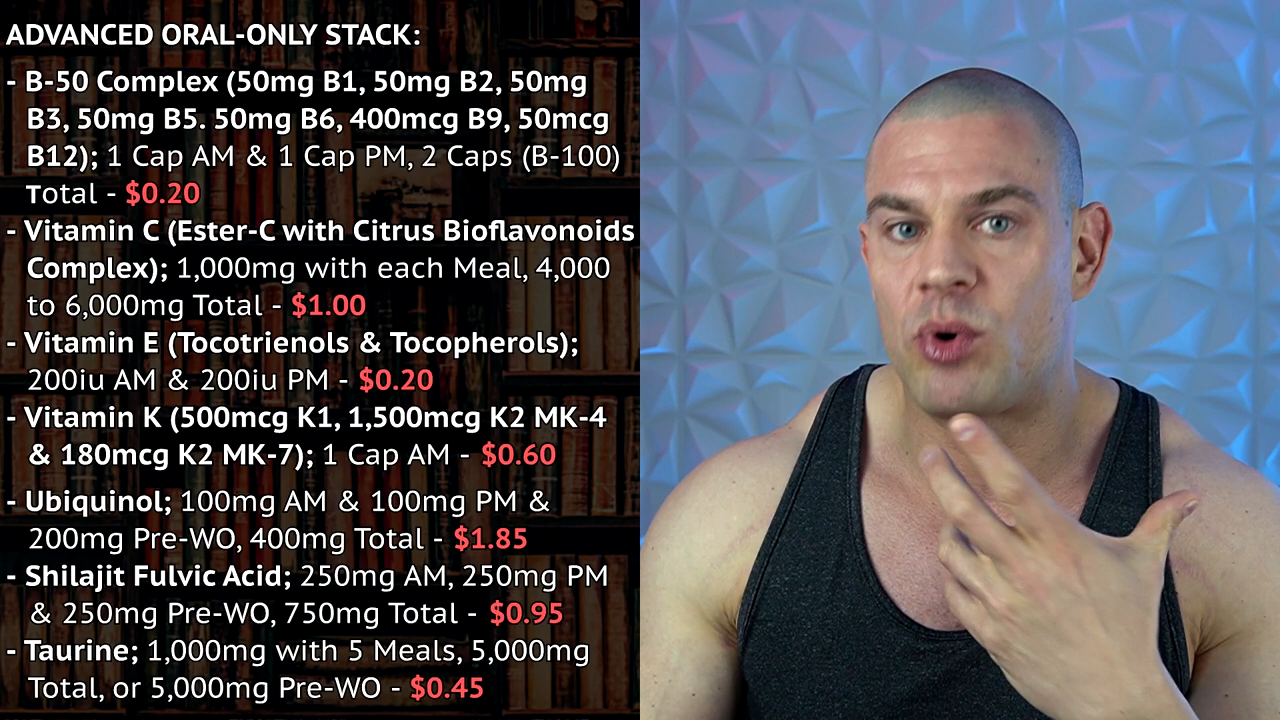 ADVANCED ORAL-ONLY STACK:
- B-50 Complex (50mg B1, 50mg B2, 50mg
B3, 50mg B5. 50mg B6, 400mcg B9, 50mcg
B12); 1 Cap AM & 1 Cap PM, 2 Caps (B-100)
Total - $0.20
- Vitamin C (Ester-C with Citrus Bioflavonoids
Complex); 1,000mg with each Meal, 4,000
to 6,000mg Total - $1.00
- Vitamin E (Tocotrienols & Tocopherols);
200iu AM & 200iu PM - $0.20
- Vitamin K (500mcg K1, 1,500mcg K2 MK-4
& 180mcg K2 MK-7); 1 Cap AM - $0.60
- Ubiquinol; 100mg AM & 100mg PM &
200mg Pre-WO, 400mg Total - $1.85
- Shilajit Fulvic Acid; 250mg AM, 250mg PM
& 250mg Pre-WO, 750mg Total - $0.95
- Taurine; 1,000mg with 5 Meals, 5,000mg
Total, or 5,000mg Pre-WO - $0.45